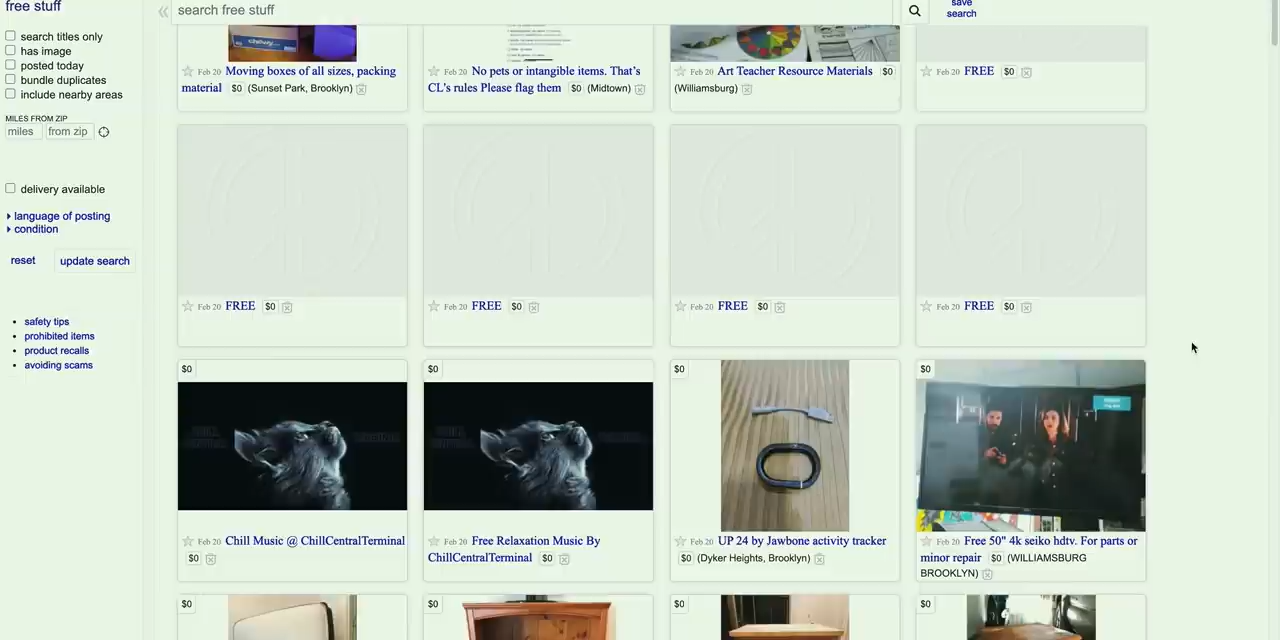 free stuff
search free stuff
save
search
search titles only
has image
posted today
bundle duplicates
include nearby areas
MILES FROM ZIP
miles
from zip
delivery available
language of posting
condition
reset
update search
safety tips
prohibited items
product recalls
avoiding scams
Feb 20 Moving boxes of all sizes, packing
material $0 (Sunset Park, Brooklyn)
Feb 20 No pets or intangible items. That's
CL's rules Please flag them $0 (Midtown)
Feb 20 Art Teacher Resource Materials $0
(Williamsburg)
Feb 20 FREE $0
Feb 20 FREE $0
Feb 20 FREE $0
Feb 20 FREE $0
Feb 20 FREE $0
$0
Feb 20 Chill Music @ ChillCentralTerminal
$0
$0
Feb 20 Free Relaxation Music By
ChillCentralTerminal $0
$0
Feb 20 UP 24 by Jawbone activity tracker
$0 (Dyker Heights, Brooklyn)
$0
Feb 20 Free 50" 4k seiko hdtv. For parts or
minor repair $0 (WILLIAMSBURG
BROOKLYN)
$0
$0
$0
$0